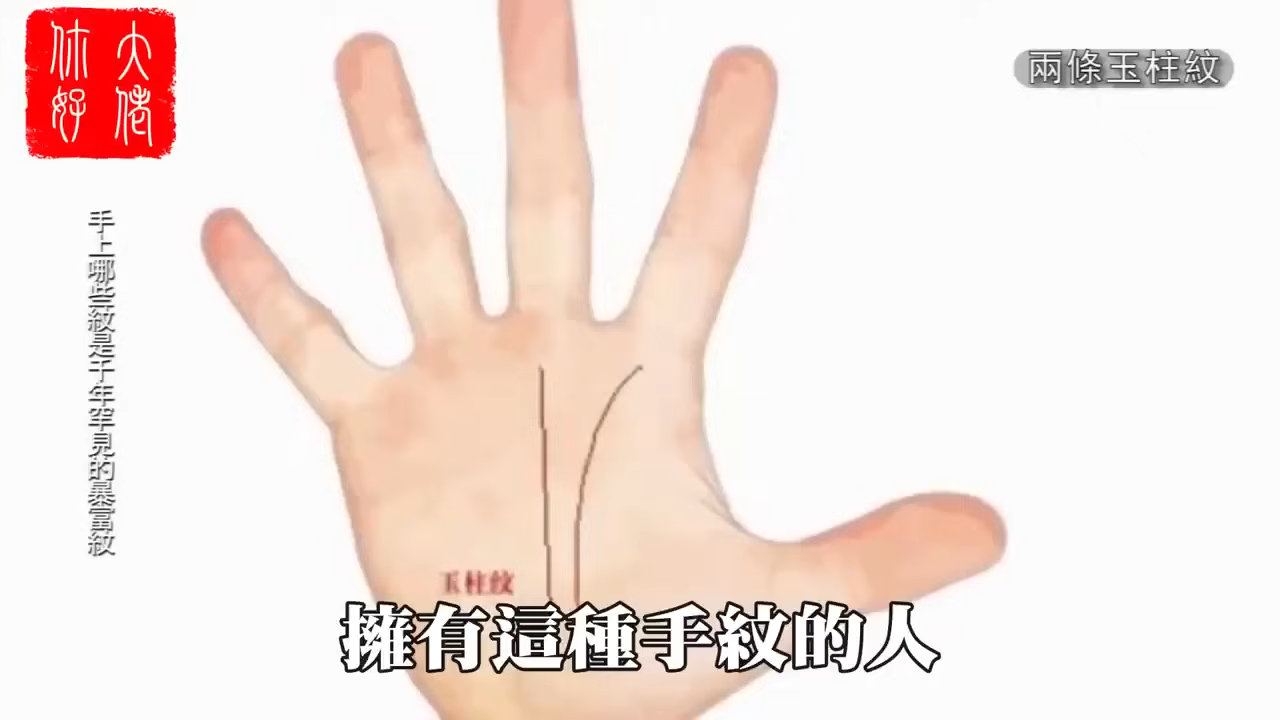 大佬
休好
兩條玉柱紋
手上哪些紋是千年罕見的暴富紋
玉柱紋
擁有這種手紋的人